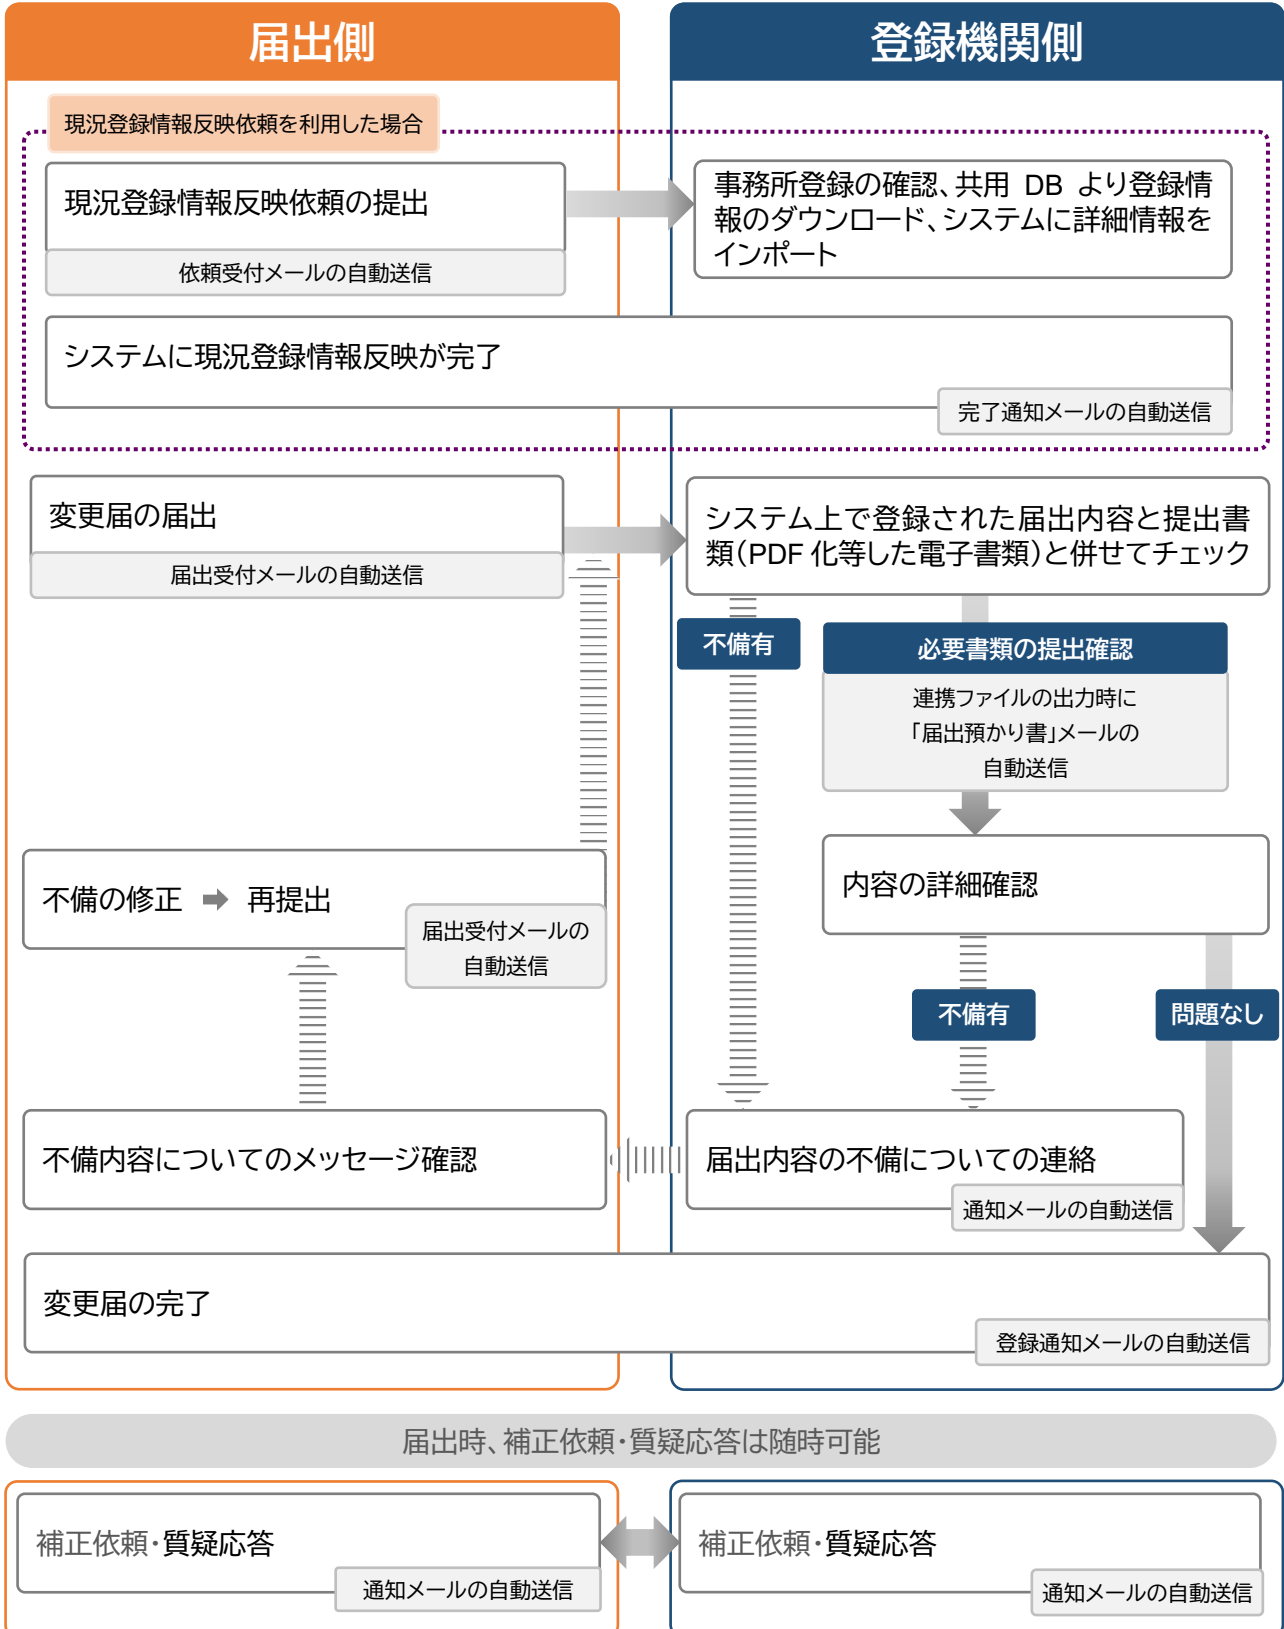 届出側
登録機関側
現況登録情報反映依頼を利用した場合
現況登録情報反映依頼の提出
依頼受付メールの自動送信
事務所登録の確認、共用 DB より登録情
報のダウンロード、システムに詳細情報を
インポート
システムに現況登録情報反映が完了
完了通知メールの自動送信
変更届の届出
届出受付メールの自動送信
システム上で登録された届出内容と提出書
類(PDF 化等した電子書類)と併せてチェック
不備有
必要書類の提出確認
連携ファイルの出力時に
「届出預かり書」メールの
自動送信
不備の修正 ➡ 再提出
届出受付メールの
自動送信
内容の詳細確認
不備有
問題なし
不備内容についてのメッセージ確認
届出内容の不備についての連絡
通知メールの自動送信
変更届の完了
登録通知メールの自動送信
届出時、補正依頼・質疑応答は随時可能
補正依頼・質疑応答
通知メールの自動送信
補正依頼・質疑応答
通知メールの自動送信